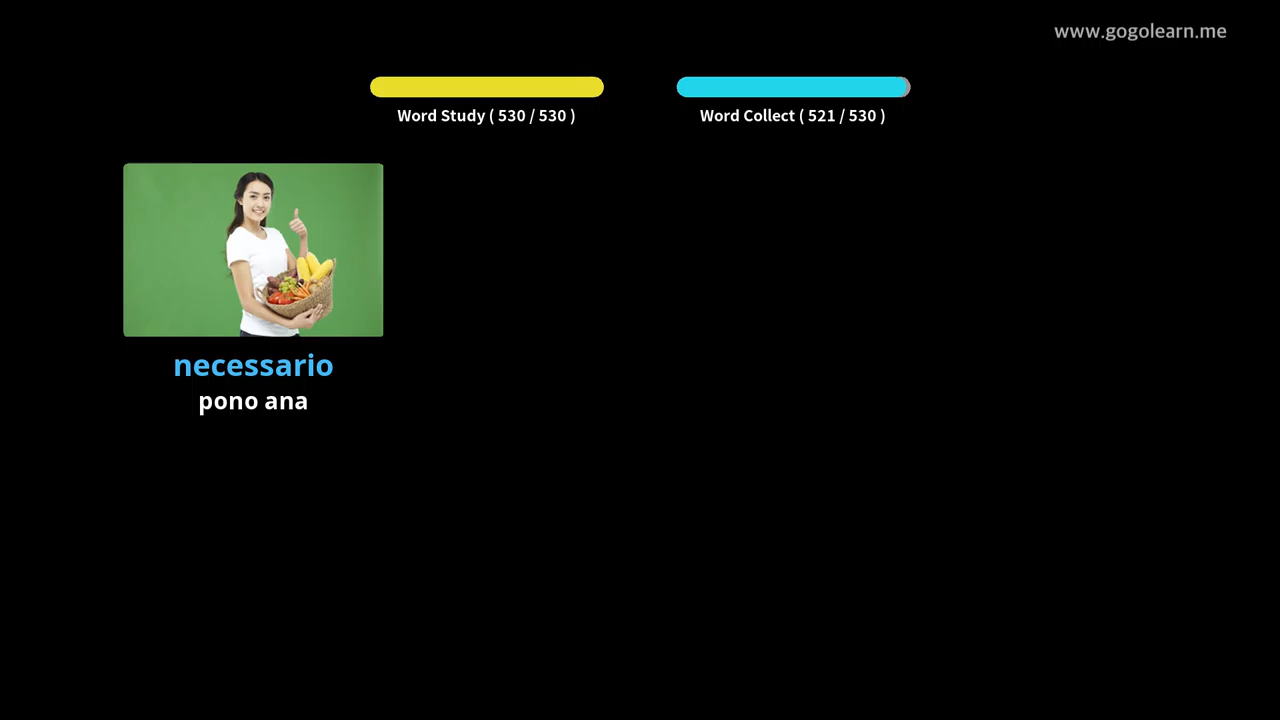 www.gogolearn.me
Word Study ( 530 / 530 )
Word Collect ( 521 / 530 )
necessario
pono ana